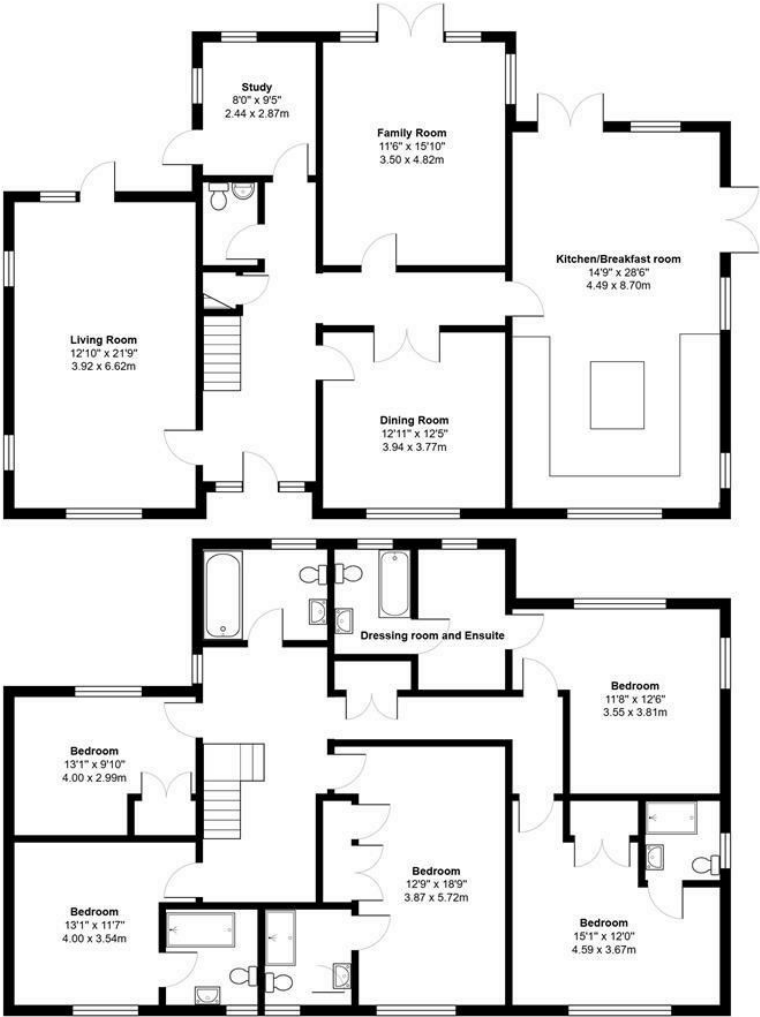 Study
8'0" x 9'5"
2.44 x 2.87m
Family Room
11'6" x 15'10"
3.50 x 4.82m
Kitchen/Breakfast room
14'9" x 28'6"
4.49 x 8.70m
Living Room
12'10" x 21'9"
3.92 x 6.62m
Dining Room
12'11" x 12'5"
3.94 x 3.77m
Dressing room and Ensuite
Bedroom
11'8" x 12'6"
3.55 x 3.81m
Bedroom
13'1" x 9'10"
4.00 x 2.99m
Bedroom
12'9" x 18'9"
3.87 x 5.72m
Bedroom
13'1" x 11'7"
4.00 x 3.54m
Bedroom
15'1" x 12'0"
4.59 x 3.67m